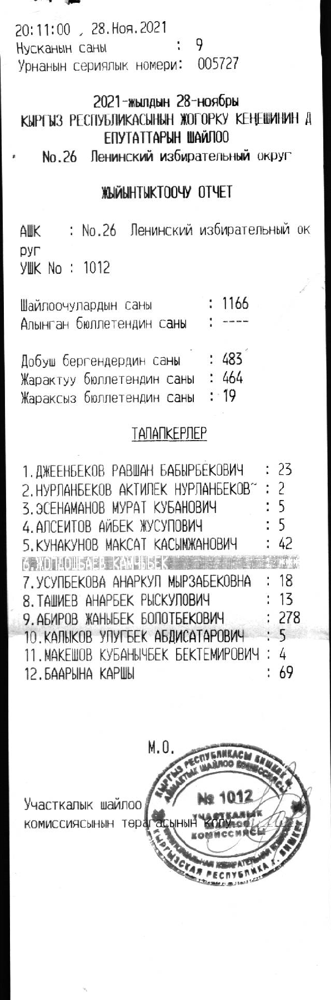 20:11:00 , 28.Ноя.2021
Нусканын саны : 9
Урнанын сериялык номери: 005727
2021-жылдын 28-ноябры
КЫРГЫЗ РЕСПУБЛИКАСЫНЫН ЖОГОРКУ КЕҢЕШИНИН Д
ЕПУТАТТАРЫН ШАЙЛОО
No.26 Ленинский избирательный округ
ЖЫЙЫНТЫКТООЧУ ОТЧЕТ
АШК : No.26 Ленинский избирательный ок
руг
УШК No : 1012
Шайлоочулардын саны : 1166
Алынган бюллетендин саны : ----
Добуш бергендердин саны : 483
Жарактуу бюллетендин саны : 464
Жараксыз бюллетендин саны : 19
ТАЛАПКЕРЛЕР
1.ДЖЕЕНБЕКОВ РАВШАН БАБЫРБЕКОВИЧ : 23
2.НУРЛАНБЕКОВ АКТИЛЕК НУРЛАНБЕКОВ~ : 2
3.ЭСЕНАМАНОВ МУРАТ КУБАНОВИЧ : 5
4.АЛСЕИТОВ АЙБЕК ЖУСУПОВИЧ : 5
5.КУНАКУНОВ МАКСАТ КАСЫМЖАНОВИЧ : 42
6.ЖОЛДОШБАЕВ КАМЧЫБЕК
7.УСУПБЕКОВА АНАРКУЛ МЫРЗАБЕКОВНА : 18
8.ТАШИЕВ АНАРБЕК РЫСКУЛОВИЧ : 13
9.АБИРОВ ЖАНЫБЕК БОЛОТБЕКОВИЧ : 278
10.КАЛЫКОВ УЛУГБЕК АБДИСАТАРОВИЧ : 5
11.МАКЕШОВ КУБАНЫЧБЕК БЕКТЕМИРОВИЧ : 4
12.БААРЫНА КАРШЫ : 69
М.О.
КЫРГЫЗ РЕСПУБЛИКАСЫ БИШКЕК Ш.
АЙМАКТЫК ШАЙЛОО КОМИССИЯСЫ
№ 1012
УЧАСТКАЛЫК
ШАЙЛОО
КОМИССИЯСЫ
ТЕРРИТОРИАЛЬНАЯ ИЗБИРАТЕЛЬНАЯ КОМИССИЯ
КЫРГЫЗСКАЯ РЕСПУБЛИКА Г. БИШКЕК
Участкалык шайлоо
комиссиясынын төрагасынын колу